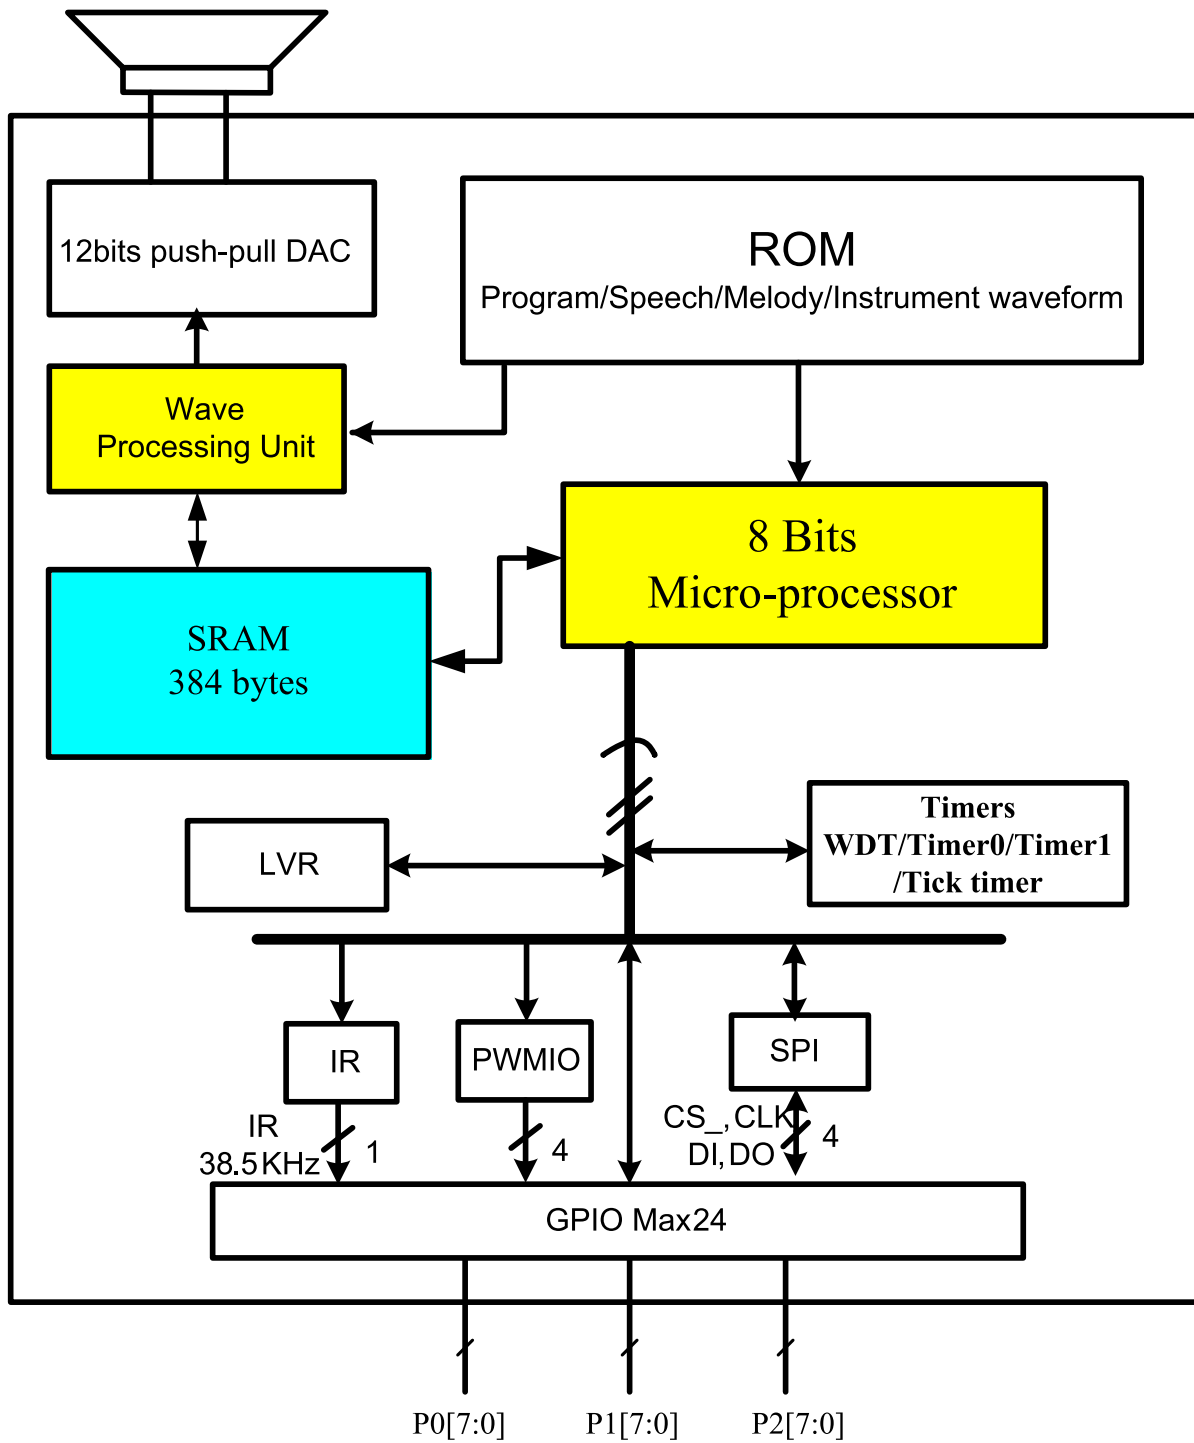 12bits push-pull DAC
ROM
Program/Speech/Melody/Instrument waveform
Wave
Processing Unit
8 Bits
Micro-processor
SRAM
384 bytes
Timers
WDT/Timer0/Timer1
/Tick timer
LVR
IR
PWMIO
SPI
IR
38.5KHz
1
4
CS_,CLK
DI,DO
4
GPIO Max24
P0[7:0]
P1[7:0]
P2[7:0]